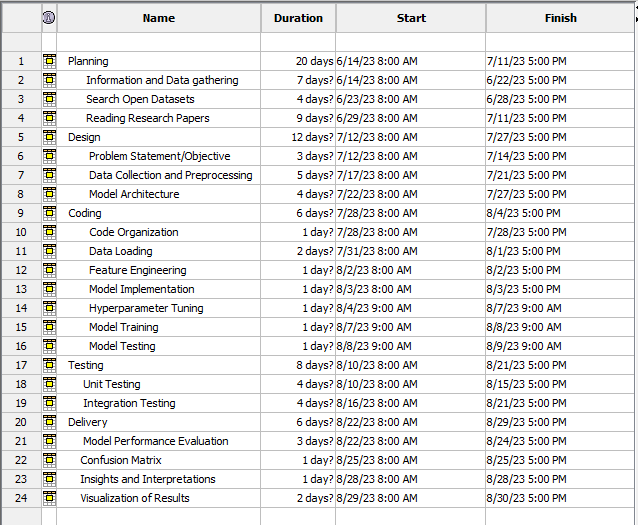 Name Duration Start Finish
1 Planning 20 days 6/14/23 8:00 AM 7/11/23 5:00 PM
2 Information and Data gathering 7 days? 6/14/23 8:00 AM 6/22/23 5:00 PM
3 Search Open Datasets 4 days? 6/23/23 8:00 AM 6/28/23 5:00 PM
4 Reading Research Papers 9 days? 6/29/23 8:00 AM 7/11/23 5:00 PM
5 Design 12 days? 7/12/23 8:00 AM 7/27/23 5:00 PM
6 Problem Statement/Objective 3 days? 7/12/23 8:00 AM 7/14/23 5:00 PM
7 Data Collection and Preprocessing 5 days? 7/17/23 8:00 AM 7/21/23 5:00 PM
8 Model Architecture 4 days? 7/22/23 8:00 AM 7/27/23 5:00 PM
9 Coding 6 days? 7/28/23 8:00 AM 8/4/23 5:00 PM
10 Code Organization 1 day? 7/28/23 8:00 AM 7/28/23 5:00 PM
11 Data Loading 2 days? 7/31/23 8:00 AM 8/1/23 5:00 PM
12 Feature Engineering 1 day? 8/2/23 8:00 AM 8/2/23 5:00 PM
13 Model Implementation 1 day? 8/3/23 8:00 AM 8/3/23 5:00 PM
14 Hyperparameter Tuning 1 day? 8/4/23 9:00 AM 8/7/23 9:00 AM
15 Model Training 1 day? 8/7/23 9:00 AM 8/8/23 9:00 AM
16 Model Testing 1 day? 8/8/23 9:00 AM 8/9/23 9:00 AM
17 Testing 8 days? 8/10/23 8:00 AM 8/21/23 5:00 PM
18 Unit Testing 4 days? 8/10/23 8:00 AM 8/15/23 5:00 PM
19 Integration Testing 4 days? 8/16/23 8:00 AM 8/21/23 5:00 PM
20 Delivery 6 days? 8/22/23 8:00 AM 8/29/23 5:00 PM
21 Model Performance Evaluation 3 days? 8/22/23 8:00 AM 8/24/23 5:00 PM
22 Confusion Matrix 1 day? 8/25/23 8:00 AM 8/25/23 5:00 PM
23 Insights and Interpretations 1 day? 8/28/23 8:00 AM 8/28/23 5:00 PM
24 Visualization of Results 2 days? 8/29/23 8:00 AM 8/30/23 5:00 PM